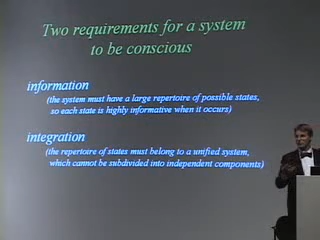 Two requirements for a system
to be conscious
information
(the system must have a large repertoire of possible states,
so each state is highly informative when it occurs)
integration
(the repertoire of states must belong to a unified system,
which cannot be subdivided into independent components)